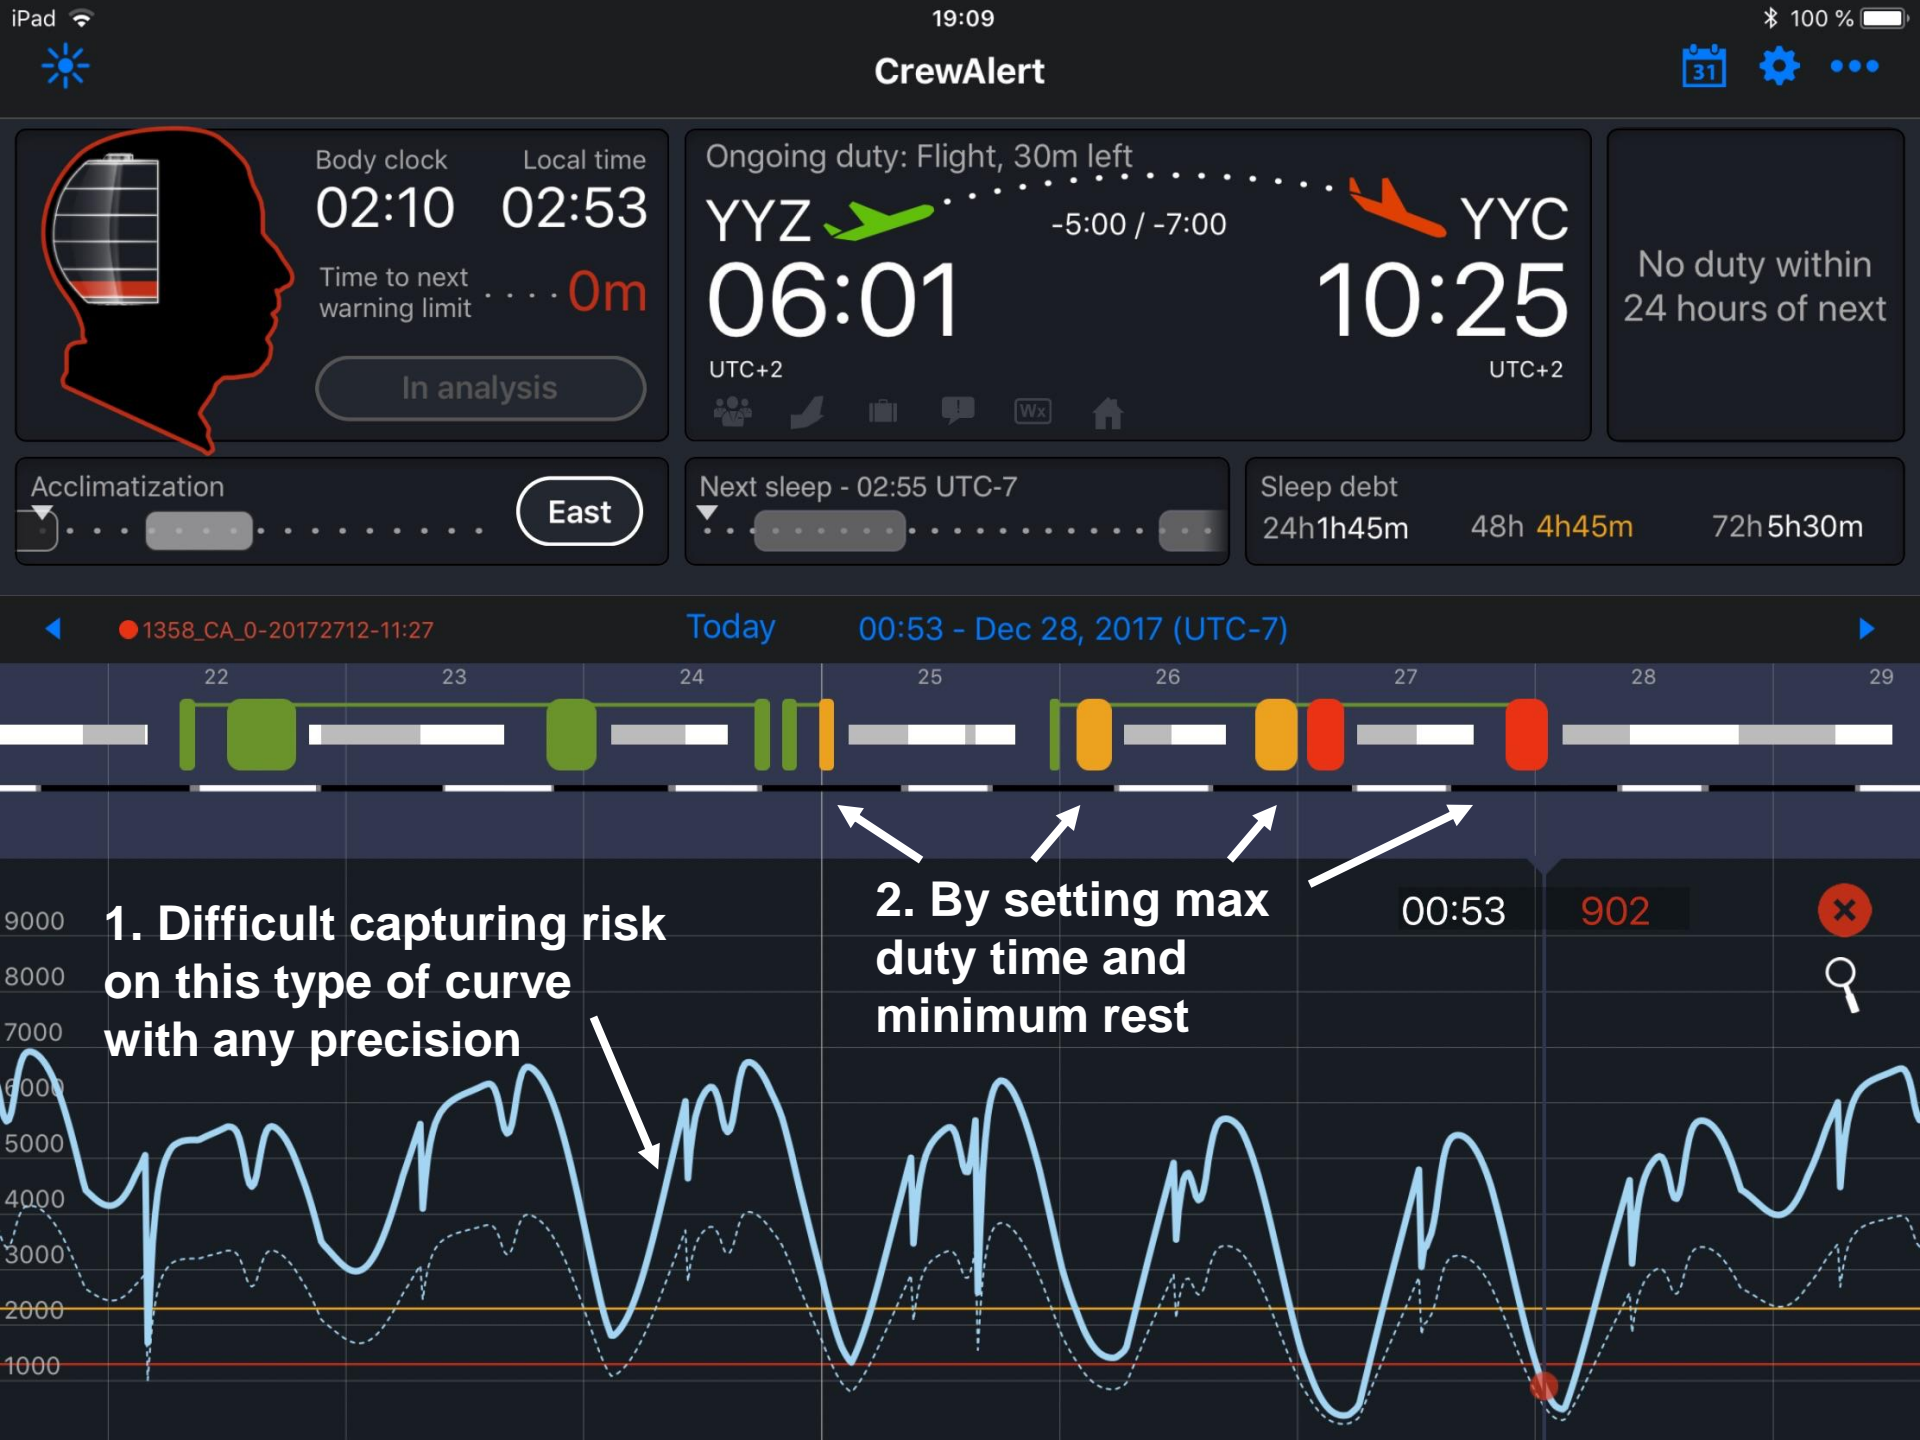 iPad 19:09 100 %
CrewAlert
31
Body clock Local time
02:10 02:53
Time to next
warning limit 0m
In analysis
Ongoing duty: Flight, 30m left
YYZ -5:00 / -7:00 YYC
06:01 10:25
UTC+2 UTC+2
! Wx
No duty within
24 hours of next
Acclimatization
East
Next sleep - 02:55 UTC-7
Sleep debt
24h 1h45m 48h 4h45m 72h 5h30m
1358_CA_0-20172712-11:27 Today 00:53 - Dec 28, 2017 (UTC-7)
22 23 24 25 26 27 28 29
1. Difficult capturing risk
on this type of curve
with any precision
2. By setting max
duty time and
minimum rest
00:53 902
9000
8000
7000
6000
5000
4000
3000
2000
1000